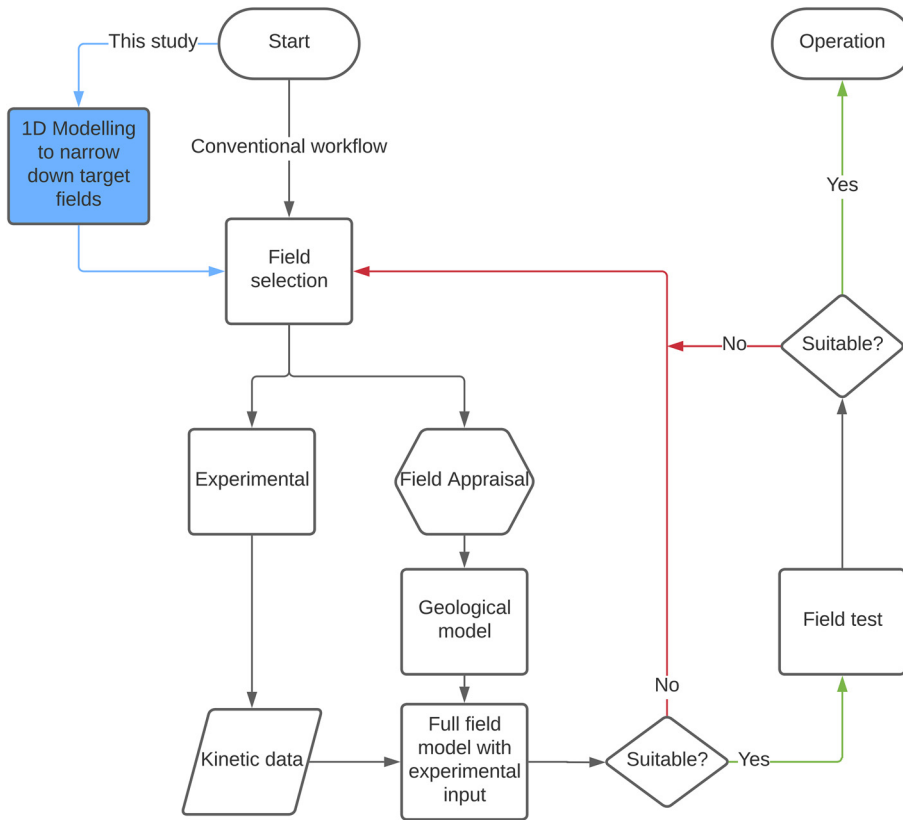 This study
Start
Operation
1D Modelling
to narrow
down target
fields
Conventional workflow
Yes
Field
selection
No
Suitable?
Experimental
Field Appraisal
Geological
model
Field test
No
Kinetic data
Full field
model with
experimental
input
Suitable?
Yes